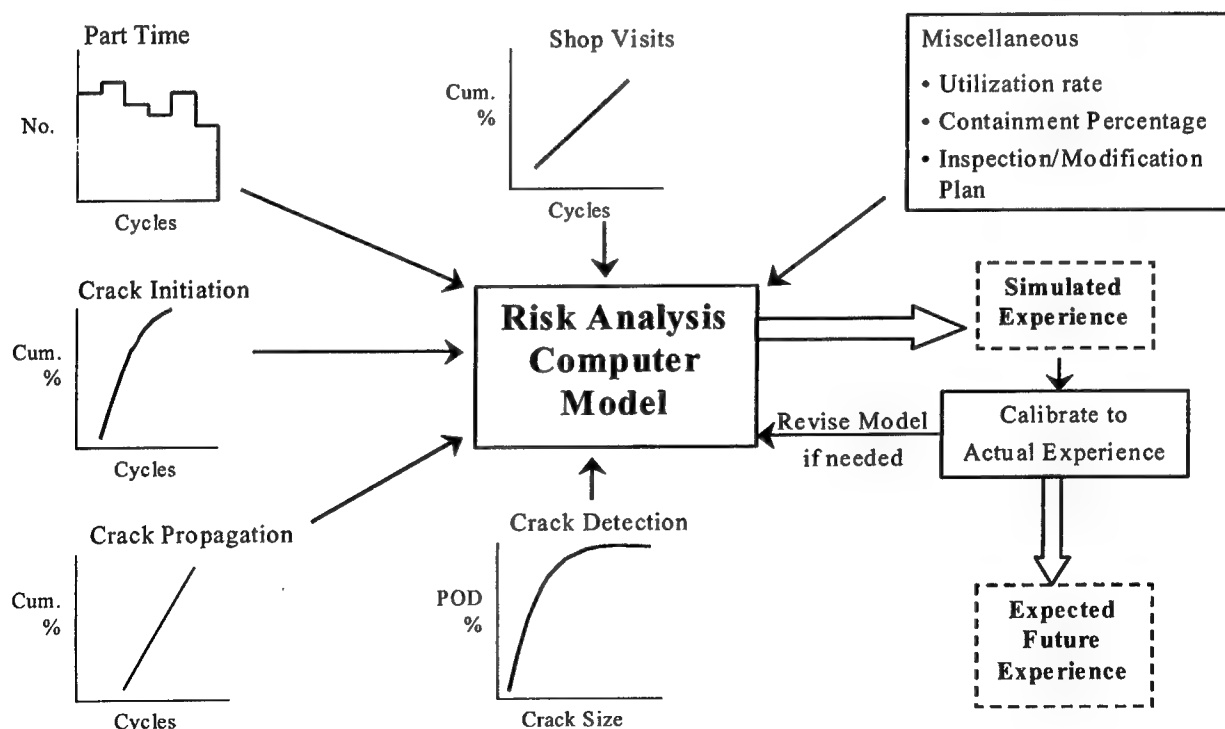 Part Time
No.
Cycles
Shop Visits
Cum.
%
Cycles
Miscellaneous
• Utilization rate
• Containment Percentage
• Inspection/Modification
Plan
Crack Initiation
Cum.
%
Cycles
Risk Analysis
Computer
Model
Simulated
Experience
Revise Model
if needed
Calibrate to
Actual Experience
Crack Propagation
Cum.
%
Cycles
Crack Detection
POD
%
Crack Size
Expected
Future
Experience